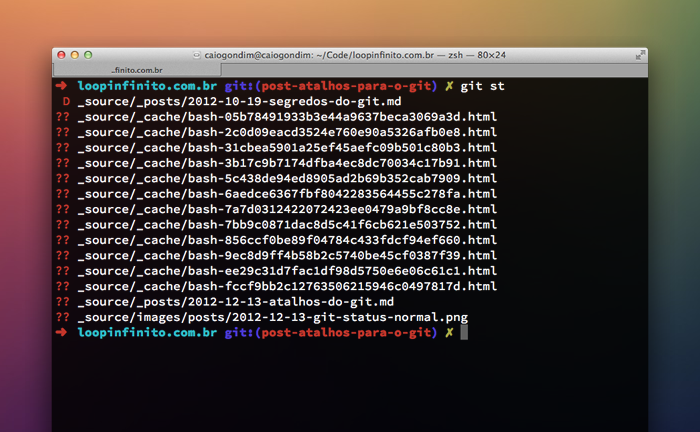 caiogondim@caiogondim: ~/Code/loopinfinito.com.br — zsh — 80×24
..finito.com.br
➜ loopinfinito.com.br git:(post-atalhos-para-o-git) ✗ git st
D _source/_posts/2012-10-19-segredos-do-git.md
?? _source/_cache/bash-05b78491933b3e44a9637beca3069a3d.html
?? _source/_cache/bash-2c0d09eacd3524e760e90a5326afb0e8.html
?? _source/_cache/bash-31cbea5901a25ef45aefc09b501c80b3.html
?? _source/_cache/bash-3b17c9b7174dfba4ec8dc70034c17b91.html
?? _source/_cache/bash-5c438de94ed8905ad2b69b352cab7909.html
?? _source/_cache/bash-6aedce6367fbf8042283564455c278fa.html
?? _source/_cache/bash-7a7d0312422072423ee0479a9bf8cc8e.html
?? _source/_cache/bash-7bb9c0871dac8d5c41f6cb621e503752.html
?? _source/_cache/bash-856ccf0be89f04784c433fdcf94ef660.html
?? _source/_cache/bash-9ec8d9ff4b58b2c5740be45cf0387f39.html
?? _source/_cache/bash-ee29c31d7fac1df98d5750e6e06c61c1.html
?? _source/_cache/bash-fccf9bb2c12763506215946c0497817d.html
?? _source/_posts/2012-12-13-atalhos-do-git.md
?? _source/images/posts/2012-12-13-git-status-normal.png
➜ loopinfinito.com.br git:(post-atalhos-para-o-git) ✗